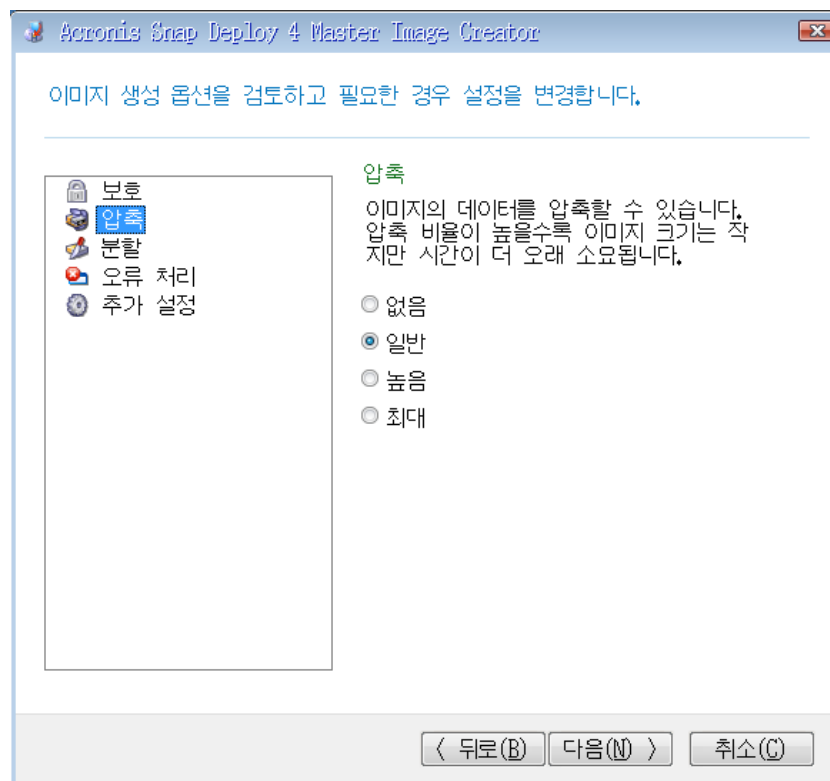 Acronis Snap Deploy 4 Master Image Creator
이미지 생성 옵션을 검토하고 필요한 경우 설정을 변경합니다.
보호
압축
분할
오류 처리
추가 설정
압축
이미지의 데이터를 압축할 수 있습니다.
압축 비율이 높을수록 이미지 크기는 작
지만 시간이 더 오래 소요됩니다.
없음
일반
높음
최대
< 뒤로(B)
다음(N) >
취소(C)